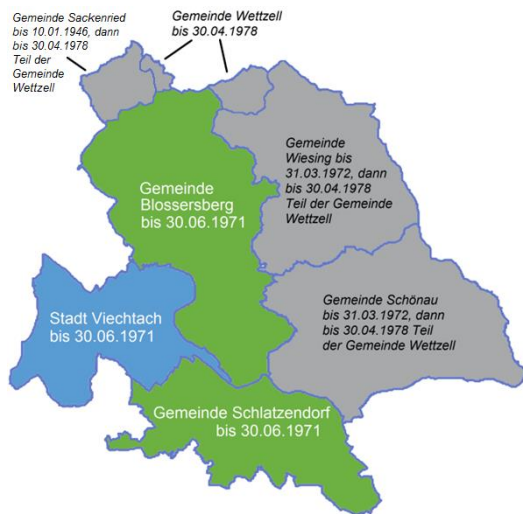 Gemeinde Sackenried
bis 10.01.1946, dann
bis 30.04.1978
Teil der
Gemeinde
Wettzell
Gemeinde Wettzell
bis 30.04.1978
Gemeinde
Wiesing bis
31.03.1972, dann
bis 30.04.1978
Teil der Gemeinde
Wettzell
Gemeinde
Blossersberg
bis 30.06.1971
Stadt Viechtach
bis 30.06.1971
Gemeinde Schönau
bis 31.03.1972, dann
bis 30.04.1978 Teil
der Gemeinde Wettzell
Gemeinde Schlatzendorf
bis 30.06.1971